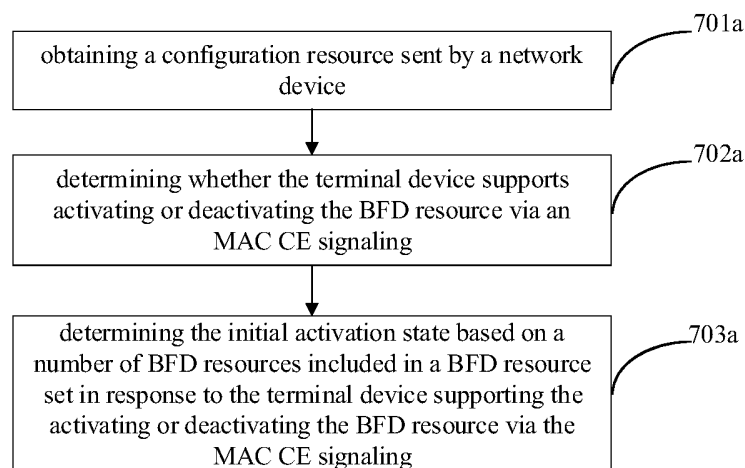 701a
obtaining a configuration resource sent by a network
device
702a
determining whether the terminal device supports
activating or deactivating the BFD resource via an
MAC CE signaling
703a
determining the initial activation state based on a
number of BFD resources included in a BFD resource
set in response to the terminal device supporting the
activating or deactivating the BFD resource via the
MAC CE signaling